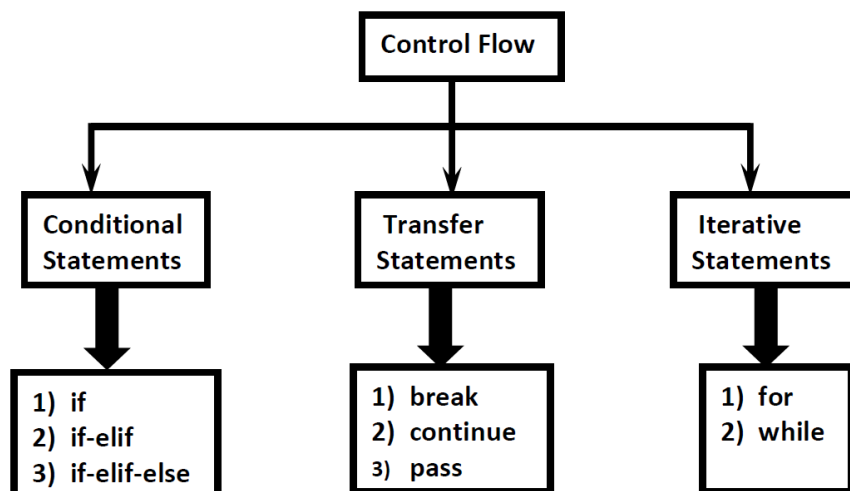 Control Flow
Conditional
Statements
Transfer
Statements
Iterative
Statements
1) if
2) if-elif
3) if-elif-else
1) break
2) continue
3) pass
1) for
2) while